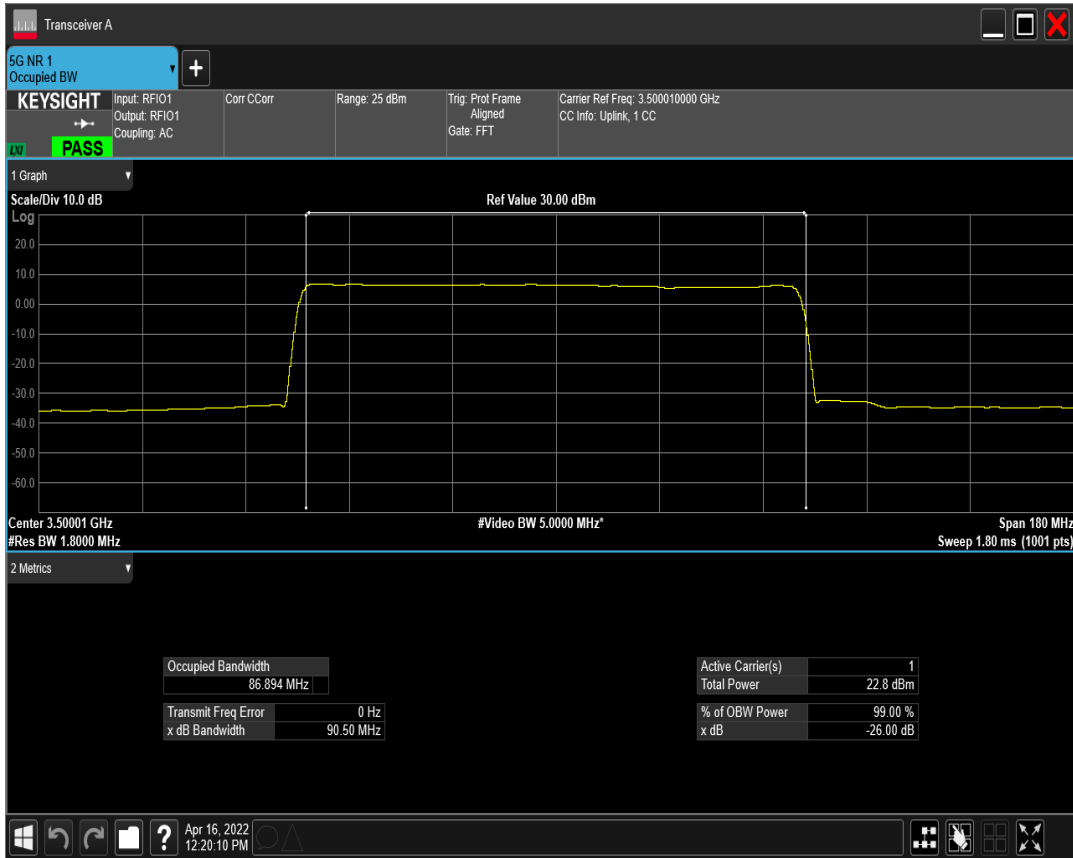 Transceiver A
5G NR 1
Occupied BW
KEYSIGHT
LXI
PASS
Input: RFIO1
Output: RFIO1
Coupling: AC
Corr CCorr
Range: 25 dBm
Trig: Prot Frame
Aligned
Gate: FFT
Carrier Ref Freq: 3.500010000 GHz
CC Info: Uplink, 1 CC
1 Graph
Scale/Div 10.0 dB
Ref Value 30.00 dBm
Log
20.0
10.0
0.00
-10.0
-20.0
-30.0
-40.0
-50.0
-60.0
Center 3.50001 GHz
#Video BW 5.0000 MHz*
Span 180 MHz
#Res BW 1.8000 MHz
Sweep 1.80 ms (1001 pts)
2 Metrics
Occupied Bandwidth
86.894 MHz
Transmit Freq Error 0 Hz
x dB Bandwidth 90.50 MHz
Active Carrier(s) 1
Total Power 22.8 dBm
% of OBW Power 99.00 %
x dB -26.00 dB
?
Apr 16, 2022
12:20:10 PM